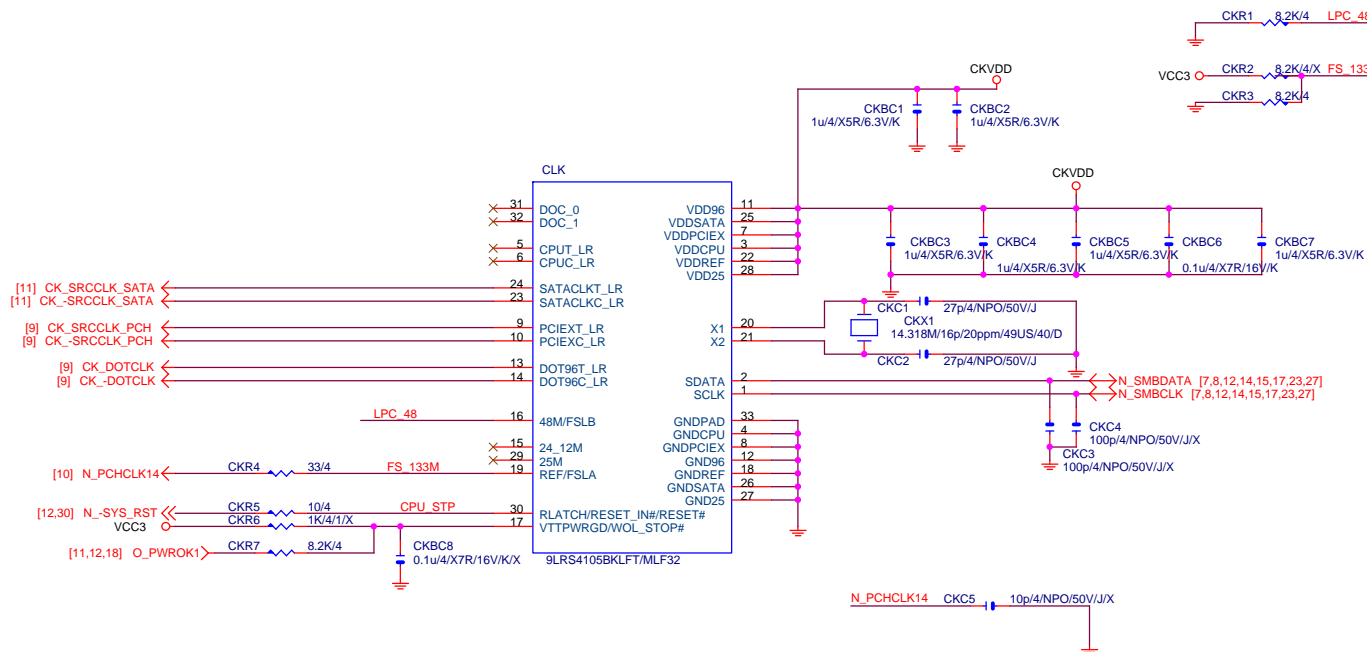 CKR1 8.2K/4 LPC_48
VCC3 CKR2 8.2K/4/X FS_133
CKR3 8.2K/4
CKVDD
CKBC1
1u/4/X5R/6.3V/K
CKBC2
1u/4/X5R/6.3V/K
CLK
CKVDD
31 DOC_0
32 DOC_1
5 CPUT_LR
6 CPUC_LR
[11] CK_SRCCLK_SATA 24 SATACLKT_LR
[11] CK_-SRCCLK_SATA 23 SATACLKC_LR
[9] CK_SRCCLK_PCH 9 PCIEXT_LR
[9] CK_-SRCCLK_PCH 10 PCIEXC_LR
[9] CK_DOTCLK 13 DOT96T_LR
[9] CK_-DOTCLK 14 DOT96C_LR
LPC_48 16 48M/FSLB
15 24_12M
29 25M
[10] N_PCHCLK14 CKR4 33/4 FS_133M 19 REF/FSLA
[12,30] N_-SYS_RST CKR5 10/4 CPU_STP 30 RLATCH/RESET_IN#/RESET#
VCC3 CKR6 1K/4/1/X 17 VTTPWRGD/WOL_STOP#
[11,12,18] O_PWROK1 CKR7 8.2K/4
CKBC8
0.1u/4/X7R/16V/K/X
9LRS4105BKLFT/MLF32
VDD96 11
VDDSATA 25
VDDPCIEX 7
VDDCPU 3
VDDREF 22
VDD25 28
CKBC3
1u/4/X5R/6.3V/K
CKBC4
1u/4/X5R/6.3V/K
CKBC5
1u/4/X5R/6.3V/K
CKBC6
0.1u/4/X7R/16V/K
CKBC7
1u/4/X5R/6.3V/K
CKC1 27p/4/NPO/50V/J
CKX1
14.318M/16p/20ppm/49US/40/D
X1 20
X2 21
CKC2 27p/4/NPO/50V/J
SDATA 2 N_SMBDATA [7,8,12,14,15,17,23,27]
SCLK 1 N_SMBCLK [7,8,12,14,15,17,23,27]
GNDPAD 33
GNDCPU 4
GNDPCIEX 8
GND96 12
GNDREF 18
GNDSATA 26
GND25 27
CKC4
100p/4/NPO/50V/J/X
CKC3
100p/4/NPO/50V/J/X
N_PCHCLK14 CKC5 10p/4/NPO/50V/J/X